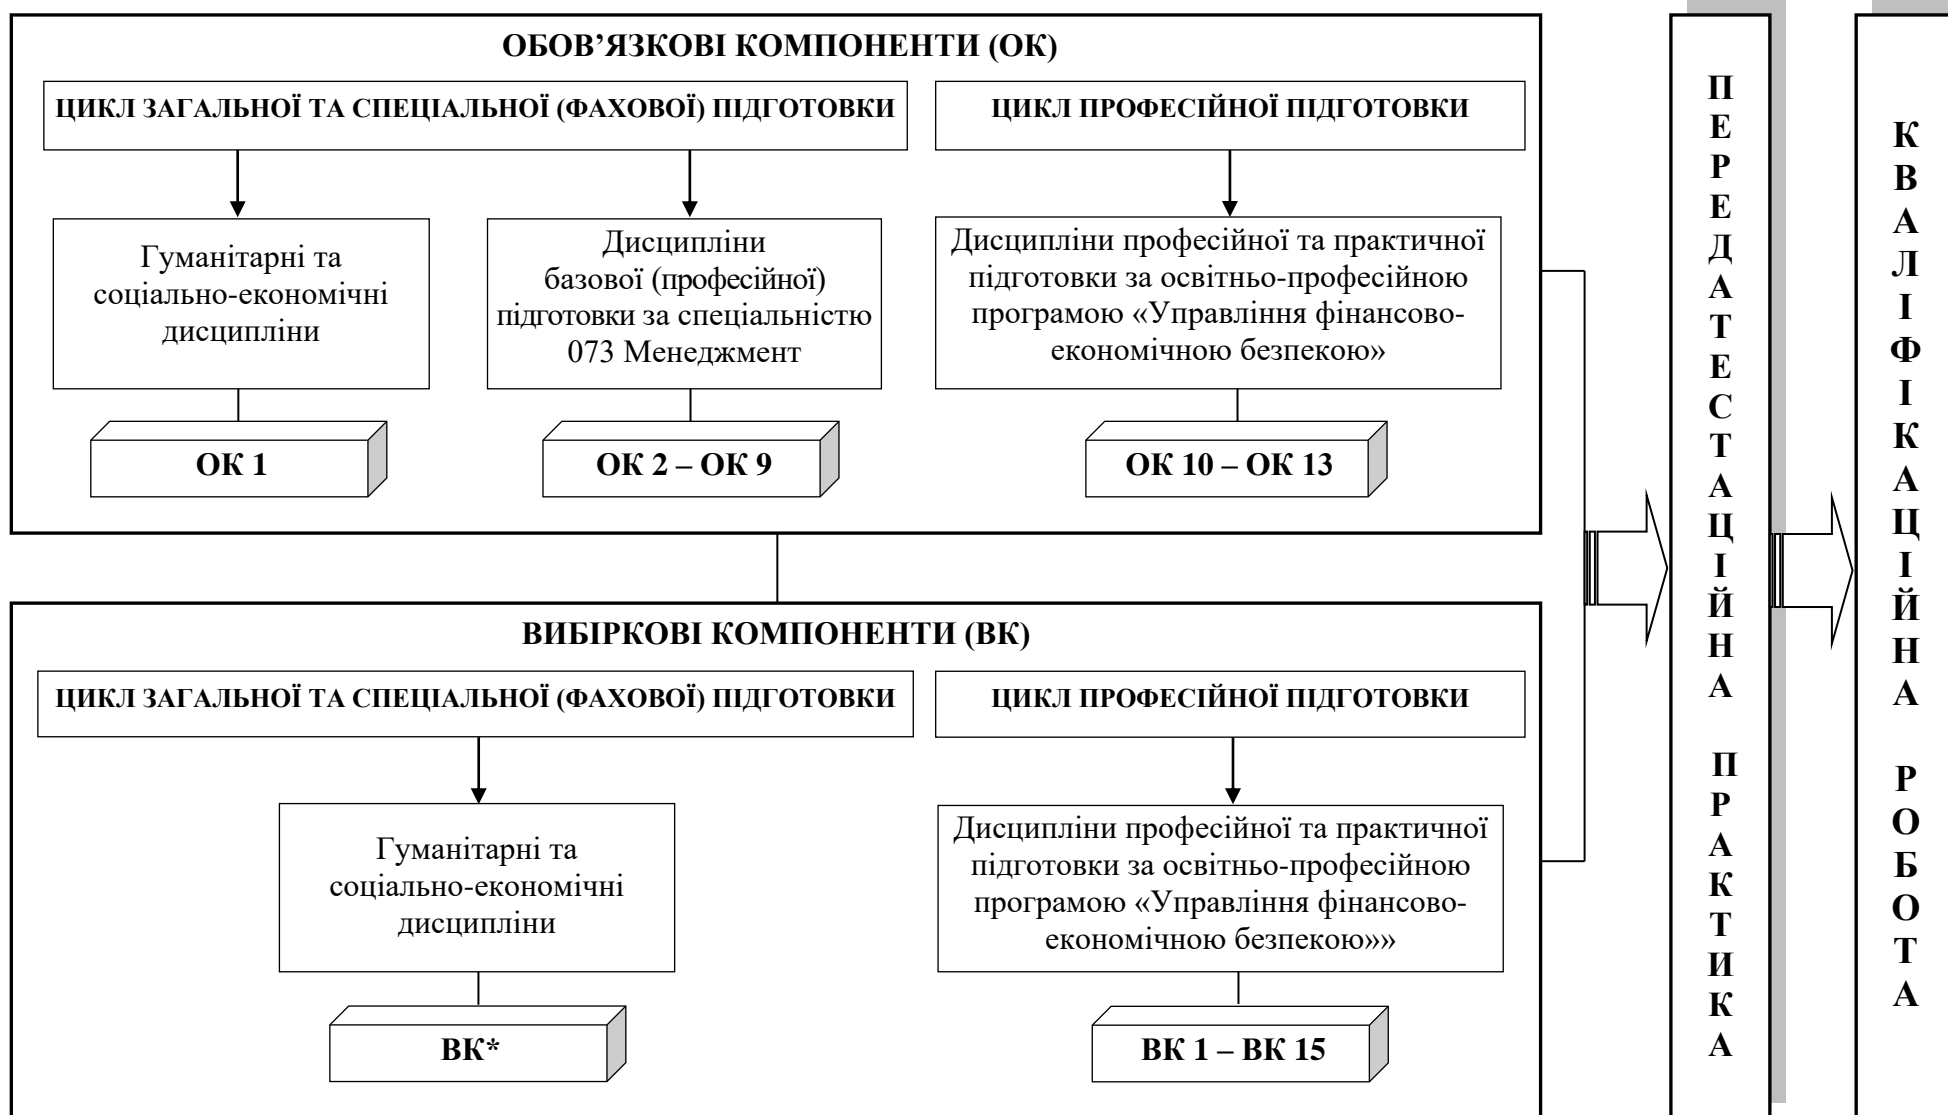 ОБОВ’ЯЗКОВІ КОМПОНЕНТИ (ОК)
ЦИКЛ ЗАГАЛЬНОЇ ТА СПЕЦІАЛЬНОЇ (ФАХОВОЇ) ПІДГОТОВКИ
ЦИКЛ ПРОФЕСІЙНОЇ ПІДГОТОВКИ
Гуманітарні та
соціально-економічні
дисципліни
Дисципліни
базової (професійної)
підготовки за спеціальністю
073 Менеджмент
Дисципліни професійної та практичної
підготовки за освітньо-професійною
програмою «Управління фінансово-
економічною безпекою»
ОК 1
ОК 2 – ОК 9
ОК 10 – ОК 13
ВИБІРКОВІ КОМПОНЕНТИ (ВК)
ЦИКЛ ЗАГАЛЬНОЇ ТА СПЕЦІАЛЬНОЇ (ФАХОВОЇ) ПІДГОТОВКИ
ЦИКЛ ПРОФЕСІЙНОЇ ПІДГОТОВКИ
Гуманітарні та
соціально-економічні
дисципліни
Дисципліни професійної та практичної
підготовки за освітньо-професійною
програмою «Управління фінансово-
економічною безпекою»»
ВК*
ВК 1 – ВК 15
ПЕРЕДАТЕСТАЦІЙНА ПРАКТИКА
КВАЛІФІКАЦІЙНА РОБОТА